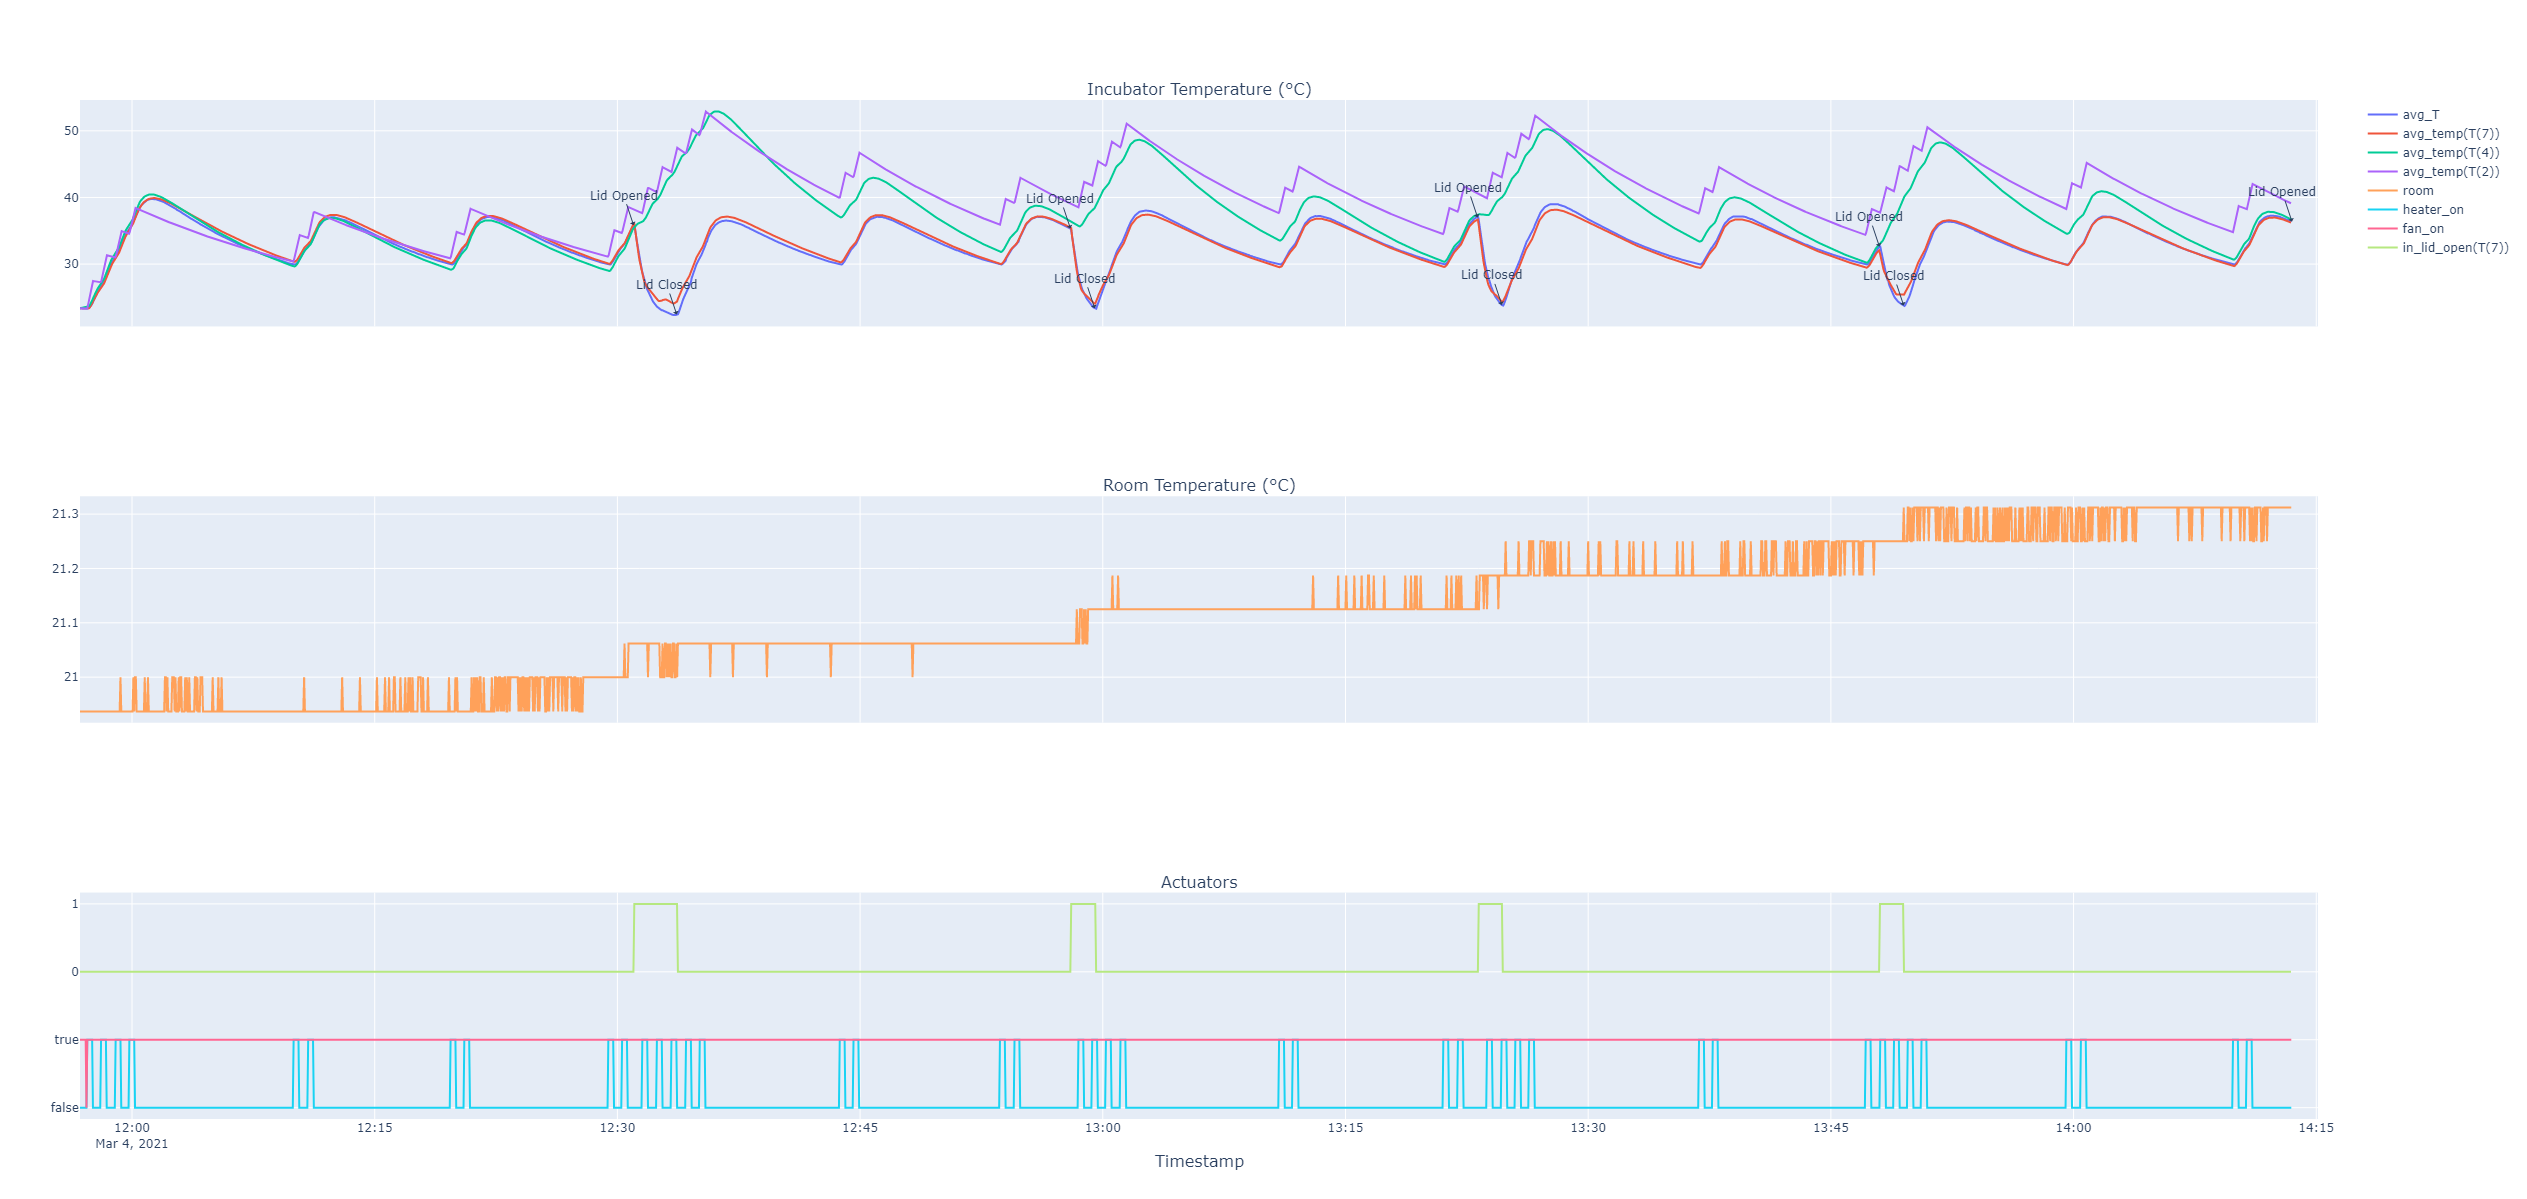 Incubator Temperature (°C)
50
40
30
Lid Opened
Lid Closed
Lid Opened
Lid Closed
Lid Opened
Lid Closed
Lid Opened
Lid Closed
Lid Opened
avg_T
avg_temp(T(7))
avg_temp(T(4))
avg_temp(T(2))
room
heater_on
fan_on
in_lid_open(T(7))
Room Temperature (°C)
21.3
21.2
21.1
21
Actuators
1
0
true
false
12:00 12:15 12:30 12:45 13:00 13:15 13:30 13:45 14:00 14:15
Mar 4, 2021
Timestamp